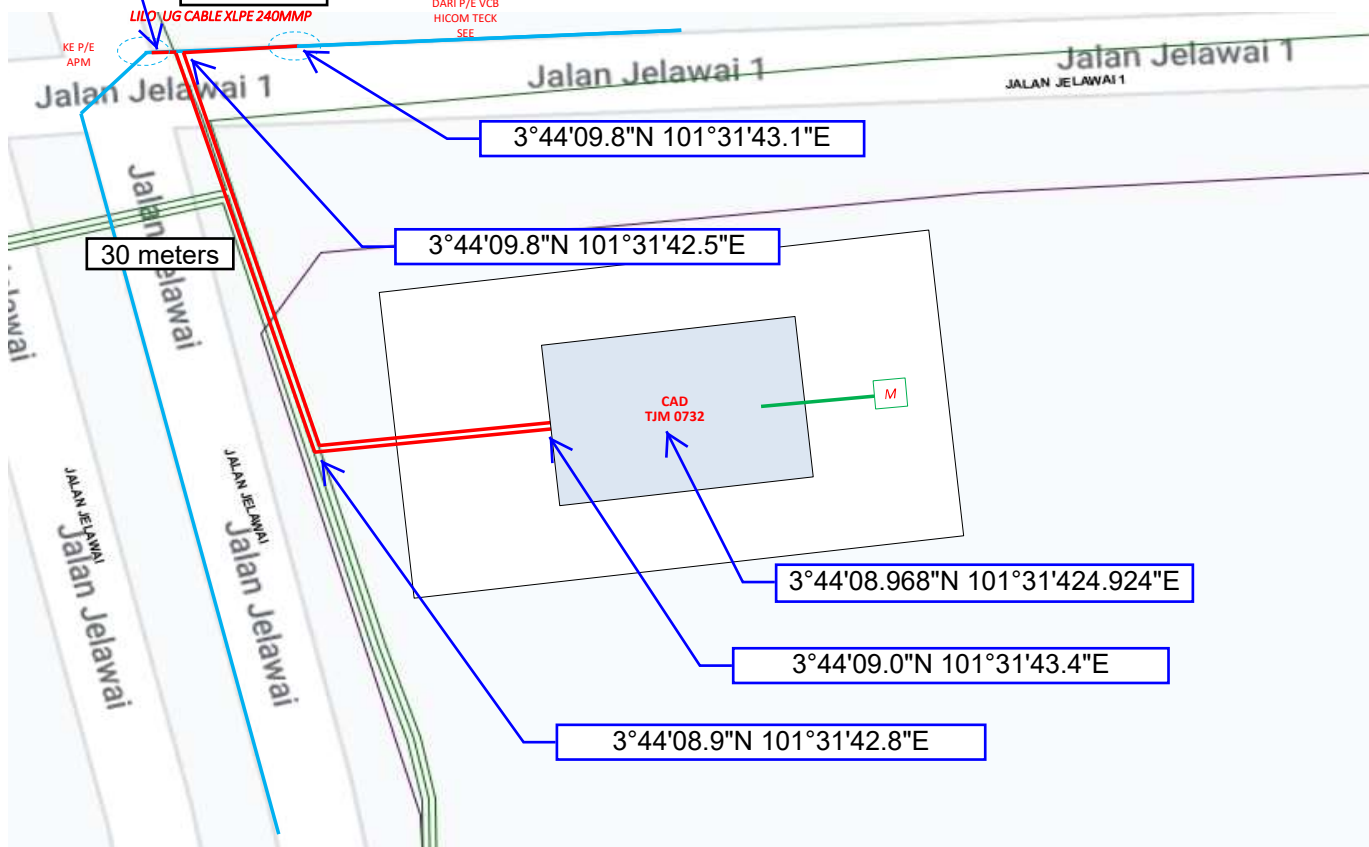 LILO UG CABLE XLPE 240MMP
DARI P/E VCB
HICOM TECK
SEE
KE P/E
APM
Jalan Jelawai 1
Jalan Jelawai 1
Jalan Jelawai 1
JALAN JELAWAI 1
3°44'09.8"N 101°31'43.1"E
Jalan Jelawai
3°44'09.8"N 101°31'42.5"E
30 meters
CAD
TJM 0732
M
JALAN JELAWAI
JALAN JELAWAI
Jalan Jelawai
Jalan Jelawai
3°44'08.968"N 101°31'424.924"E
3°44'09.0"N 101°31'43.4"E
3°44'08.9"N 101°31'42.8"E